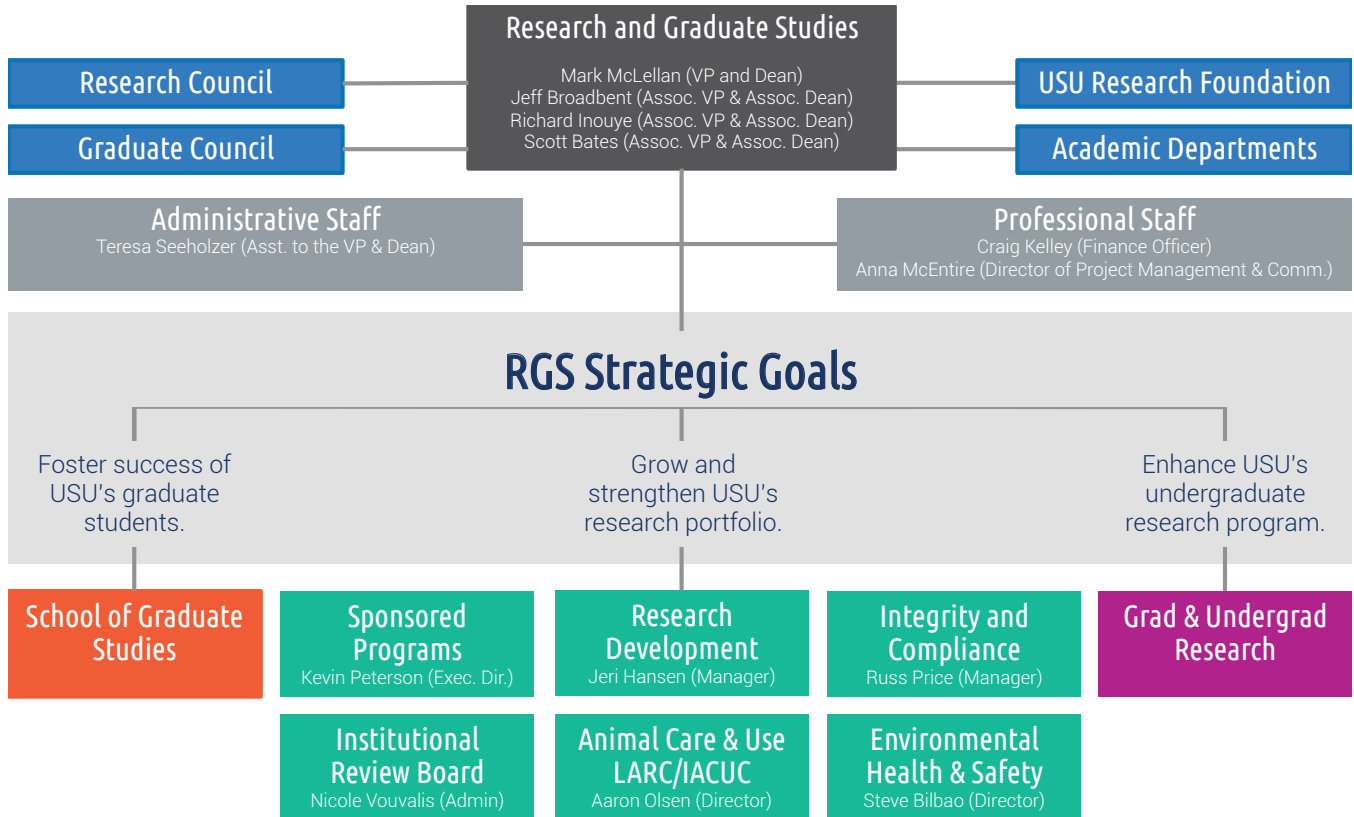 Research and Graduate Studies
Mark McLellan (VP and Dean)
Jeff Broadbent (Assoc. VP & Assoc. Dean)
Richard Inouye (Assoc. VP & Assoc. Dean)
Scott Bates (Assoc. VP & Assoc. Dean)
Research Council
Graduate Council
USU Research Foundation
Academic Departments
Administrative Staff
Teresa Seeholzer (Asst. to the VP & Dean)
Professional Staff
Craig Kelley (Finance Officer)
Anna McEntire (Director of Project Management & Comm.)
RGS Strategic Goals
Foster success of
USU's graduate
students.
Grow and
strengthen USU's
research portfolio.
Enhance USU's
undergraduate
research program.
School of Graduate
Studies
Sponsored
Programs
Kevin Peterson (Exec. Dir.)
Research
Development
Jeri Hansen (Manager)
Integrity and
Compliance
Russ Price (Manager)
Grad & Undergrad
Research
Institutional
Review Board
Nicole Vouvalis (Admin)
Animal Care & Use
LARC/IACUC
Aaron Olsen (Director)
Environmental
Health & Safety
Steve Bilbao (Director)